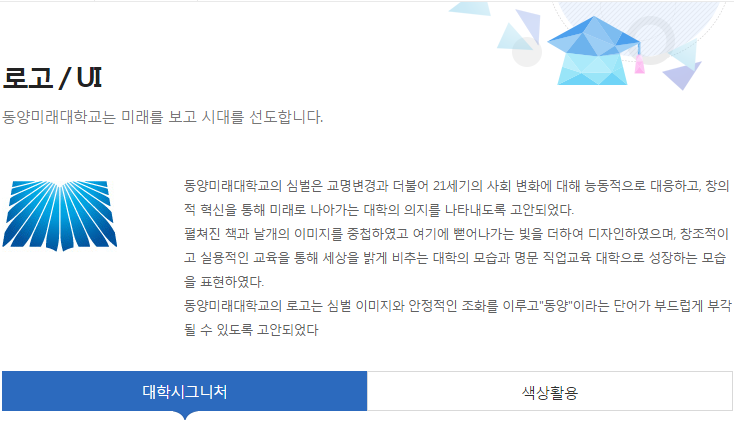 로고 / UI
동양미래대학교는 미래를 보고 시대를 선도합니다.
동양미래대학교의 심벌은 교명변경과 더불어 21세기의 사회 변화에 대해 능동적으로 대응하고, 창의
적 혁신을 통해 미래로 나아가는 대학의 의지를 나타내도록 고안되었다.
펼쳐진 책과 날개의 이미지를 중첩하였고 여기에 뻗어나가는 빛을 더하여 디자인하였으며, 창조적이
고 실용적인 교육을 통해 세상을 밝게 비추는 대학의 모습과 명문 직업교육 대학으로 성장하는 모습
을 표현하였다.
동양미래대학교의 로고는 심벌 이미지와 안정적인 조화를 이루고"동양"이라는 단어가 부드럽게 부각
될 수 있도록 고안되었다
대학시그니처
색상활용